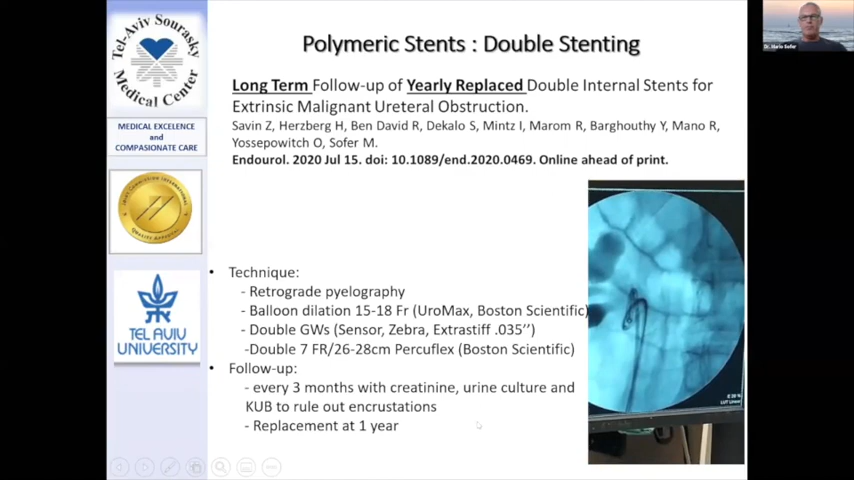 Tel-Aviv Sourasky
Medical Center
MEDICAL EXCELLENCE
and
COMPASIONATE CARE
TEL AVIU
UNIVERSITY
Polymeric Stents : Double Stenting
Long Term Follow-up of Yearly Replaced Double Internal Stents for
Extrinsic Malignant Ureteral Obstruction.
Savin Z, Herzberg H, Ben David R, Dekalo S, Mintz I, Marom R, Barghouthy Y, Mano R,
Yossepowitch O, Sofer M.
Endourol. 2020 Jul 15. doi: 10.1089/end.2020.0469. Online ahead of print.
• Technique:
- Retrograde pyelography
- Balloon dilation 15-18 Fr (UroMax, Boston Scientific)
- Double GWs (Sensor, Zebra, Extrastiff .035’’)
-Double 7 FR/26-28cm Percuflex (Boston Scientific)
• Follow-up:
- every 3 months with creatinine, urine culture and
KUB to rule out encrustations
- Replacement at 1 year
Dr. Mario Sofer